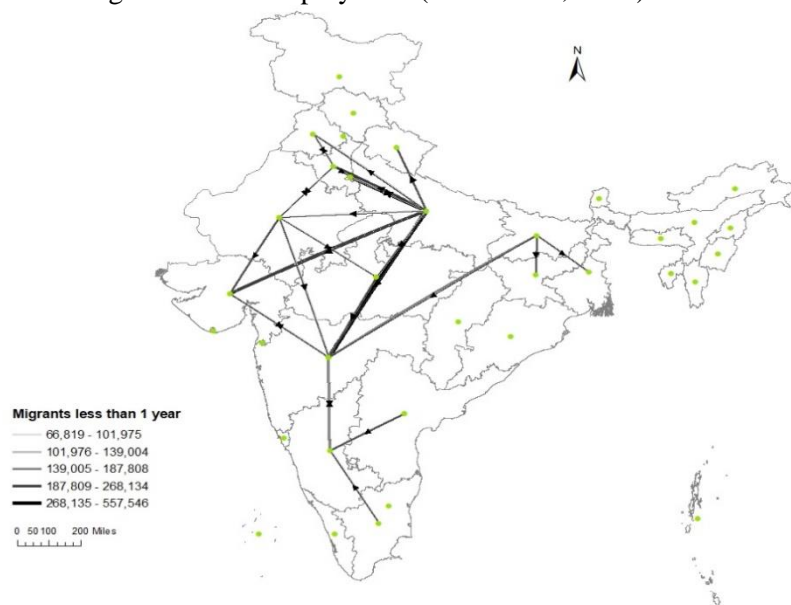 N
Migrants less than 1 year
66,819 - 101,975
101,976 - 139,004
139,005 - 187,808
187,809 - 268,134
268,135 - 557,546
0 50 100 200 Miles